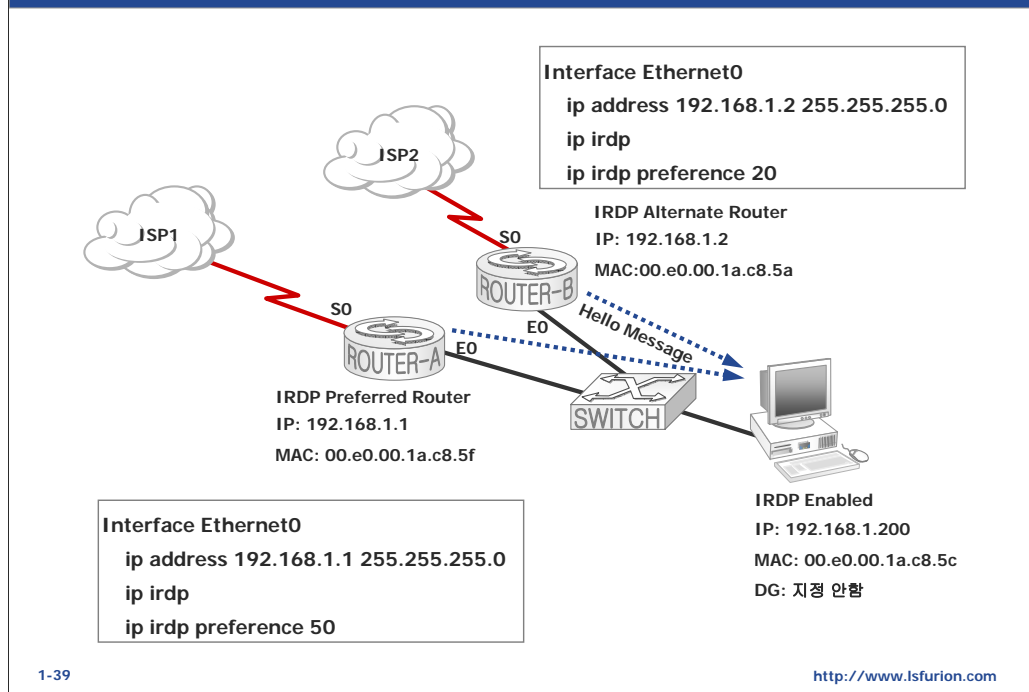 Interface Ethernet0
ip address 192.168.1.2 255.255.255.0
ip irdp
ip irdp preference 20
ISP2
ISP1
IRDP Alternate Router
IP: 192.168.1.2
MAC:00.e0.00.1a.c8.5a
S0
ROUTER-B
E0
Hello Message
S0
ROUTER-A
E0
SWITCH
IRDP Preferred Router
IP: 192.168.1.1
MAC: 00.e0.00.1a.c8.5f
IRDP Enabled
IP: 192.168.1.200
MAC: 00.e0.00.1a.c8.5c
DG: 지정 안함
Interface Ethernet0
ip address 192.168.1.1 255.255.255.0
ip irdp
ip irdp preference 50
1-39
http://www.lsfurion.com